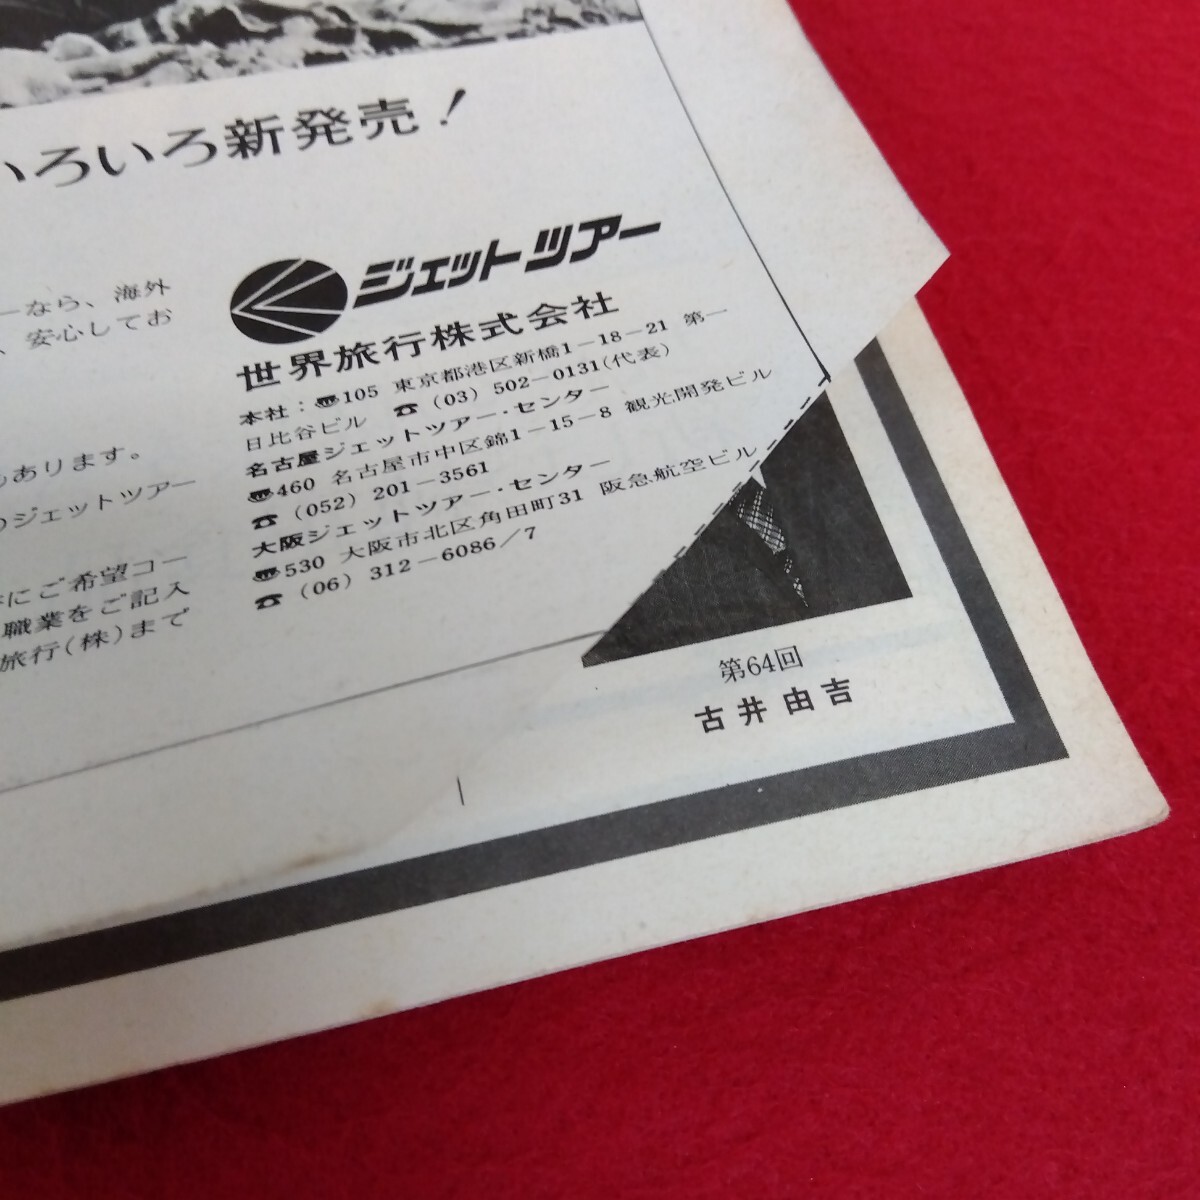 いろいろ新発売!
ーなら、海外
、安心してお
もあります。
のジェットツアー
にご希望コー
職業をご記入
旅行(株)まで
ジェットツアー
世界旅行株式会社
本社:☎105 東京都港区新橋1-18-21 第一
日比谷ビル ☎ (03) 502-0131(代表)
名古屋ジェットツアー・センター
☎460 名古屋市中区錦1-15-8 観光開発ビル
☎ (052) 201-3561
大阪ジェットツアー・センター
☎530 大阪市北区角田町31 阪急航空ビル
☎ (06) 312-6086/7
第64回
古井由吉